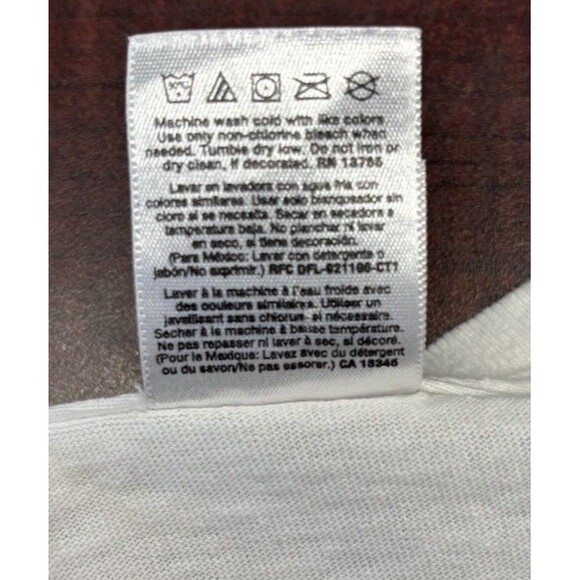 30°C
Machine wash cold with like colors.
Use only non-chlorine bleach when
needed. Tumble dry low. Do not iron or
dry clean, if decorated. RN 13765
Lavar en lavadora con agua fria con
colores similares. Usar solo blanqueador sin
cloro si se necesita. Secar en secadora a
temperatura baja. No planchar ni lavar
en seco, si tiene decoración.
(Para México: Lavar con detergente o
jabón/No exprimir.) RFC DFL-621106-CT1
Laver à la machine à l'eau froide avec
des couleurs similaires. Utiliser un
javellisant sans chlorus- si nécessaire.
Sécher à la machine à basse température.
Ne pas repasser ni laver à sec, si décoré.
(Pour le Mexique: Lavez avec du détergent
ou du savon/Ne pas essorer.) CA 18345